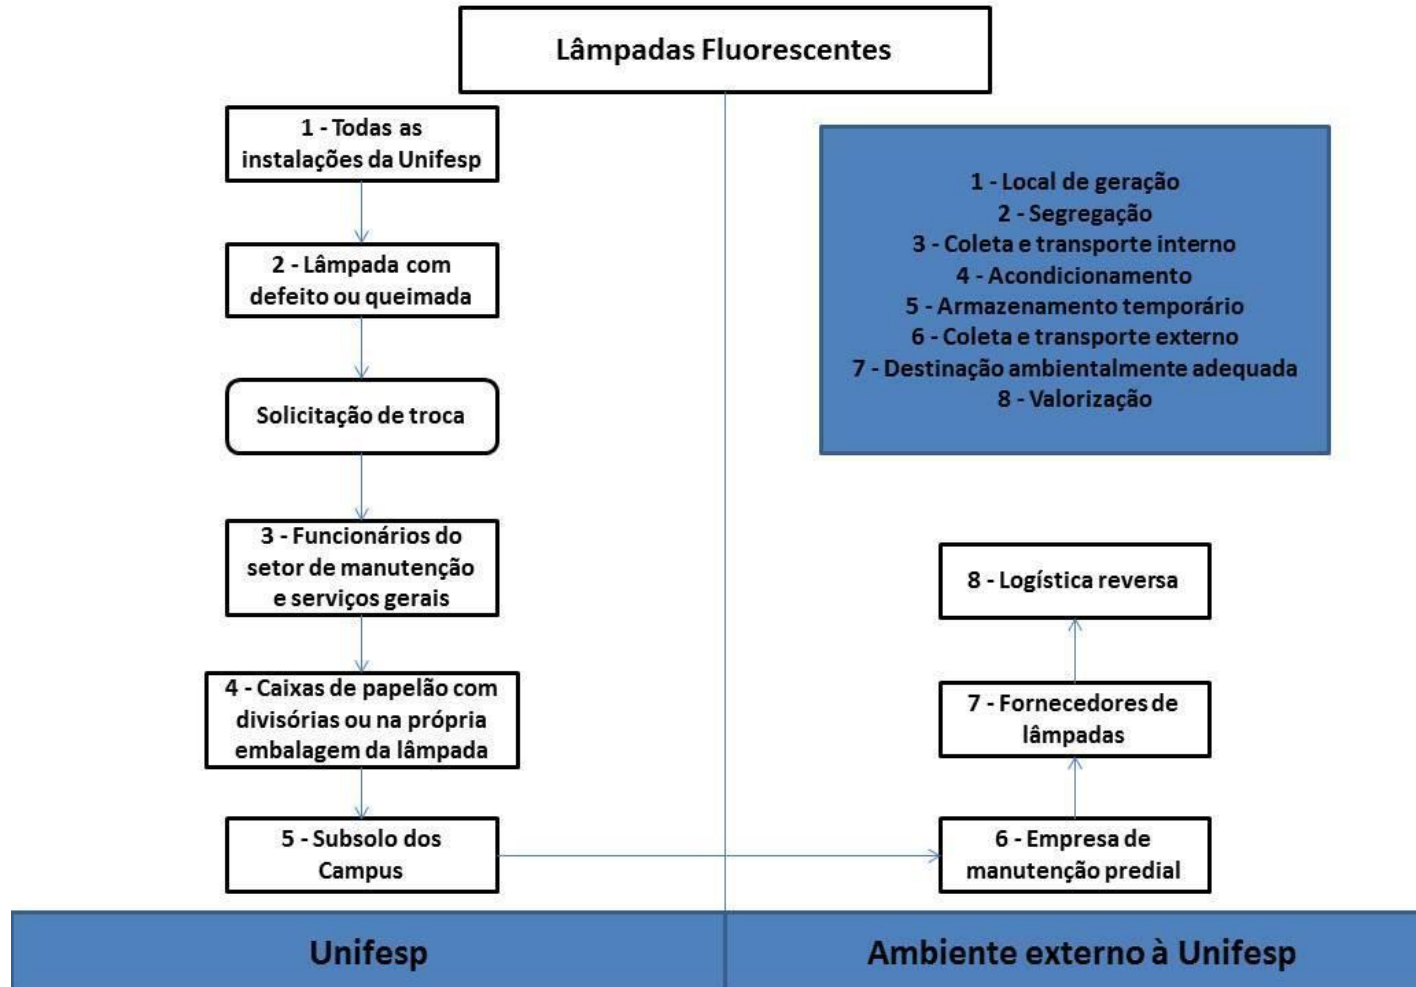 Lâmpadas Fluorescentes
1 - Todas as
instalações da Unifesp
2 - Lâmpada com
defeito ou queimada
Solicitação de troca
3 - Funcionários do
setor de manutenção
e serviços gerais
4 - Caixas de papelão com
divisórias ou na própria
embalagem da lâmpada
5 - Subsolo dos
Campus
1 - Local de geração
2 - Segregação
3 - Coleta e transporte interno
4 - Acondicionamento
5 - Armazenamento temporário
6 - Coleta e transporte externo
7 - Destinação ambientalmente adequada
8 - Valorização
8 - Logística reversa
7 - Fornecedores de
lâmpadas
6 - Empresa de
manutenção predial
Unifesp
Ambiente externo à Unifesp